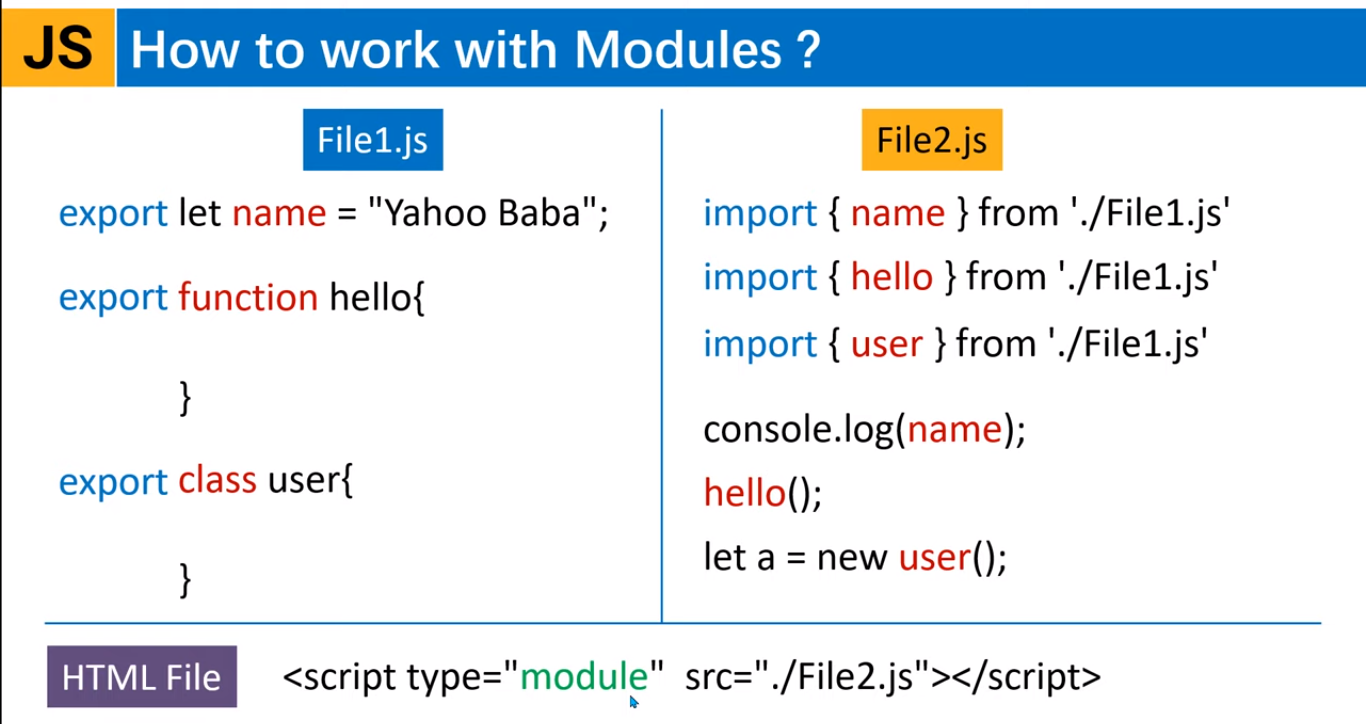 JS How to work with Modules ?
File1.js
export let name = "Yahoo Baba";
export function hello{
}
export class user{
}
File2.js
import { name } from './File1.js'
import { hello } from './File1.js'
import { user } from './File1.js'
console.log(name);
hello();
let a = new user();
HTML File <script type="module" src="./File2.js"></script>